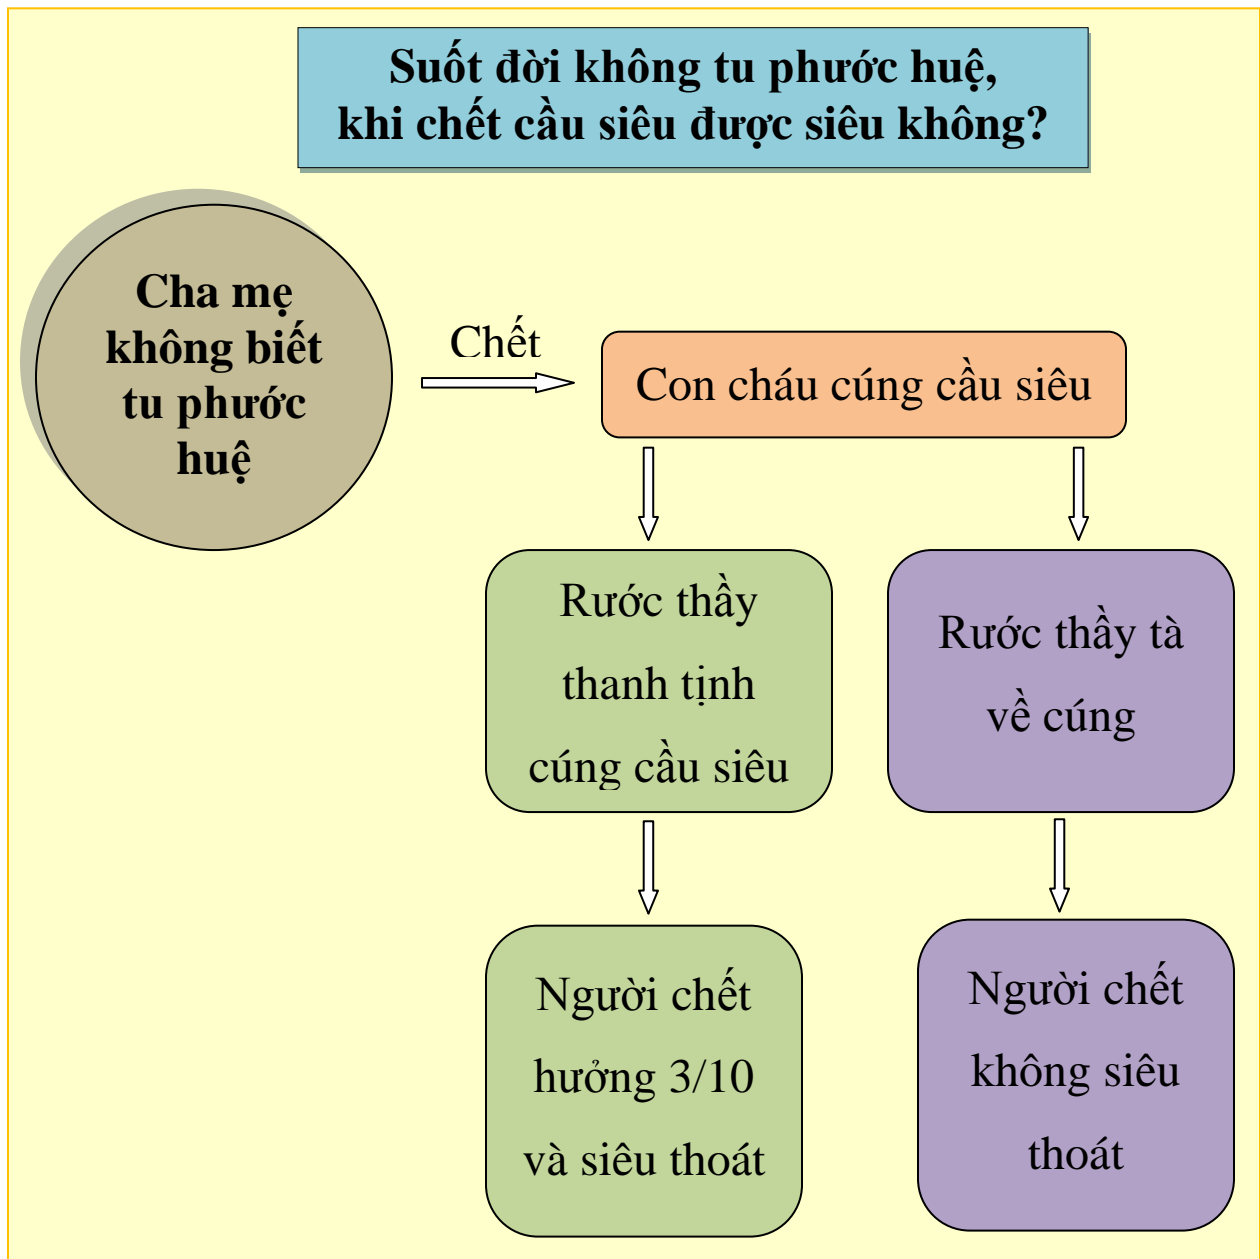 Suốt đời không tu phước huệ,
khi chết cầu siêu được siêu không?
Cha mẹ
không biết
tu phước
huệ
Chết
Con cháu cúng cầu siêu
Rước thầy
thanh tịnh
cúng cầu siêu
Rước thầy tà
về cúng
Người chết
hưởng 3/10
và siêu thoát
Người chết
không siêu
thoát